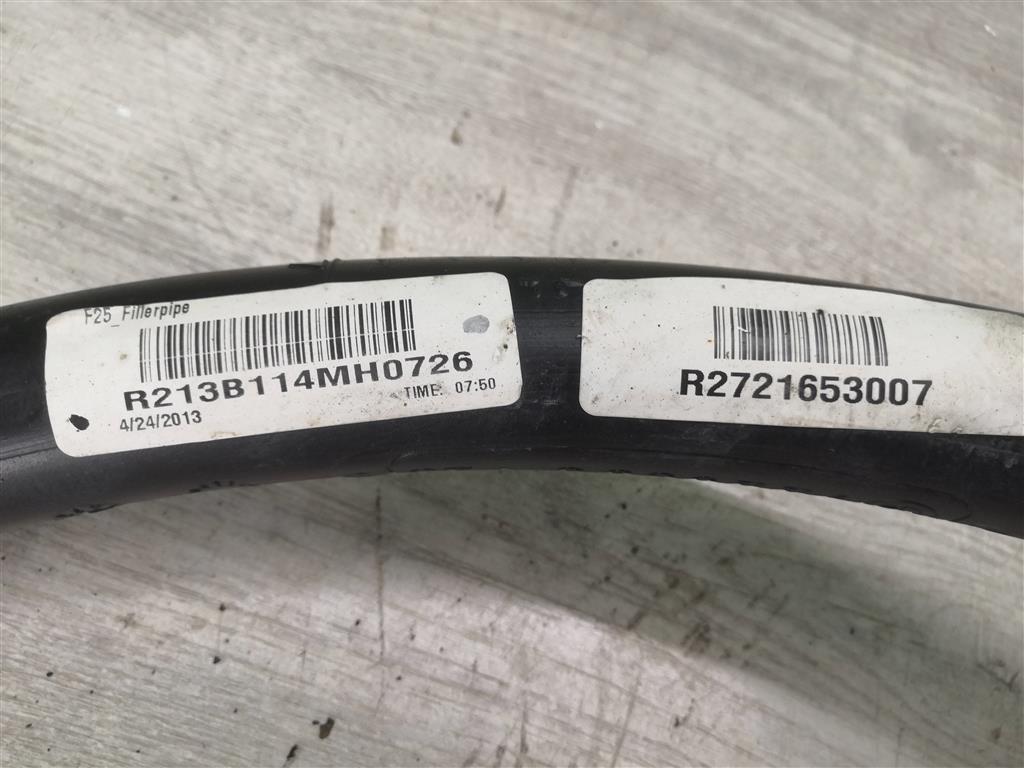 F25_Fillerpipe
R213B114MH0726
4/24/2013
TIME: 07:50
R2721653007